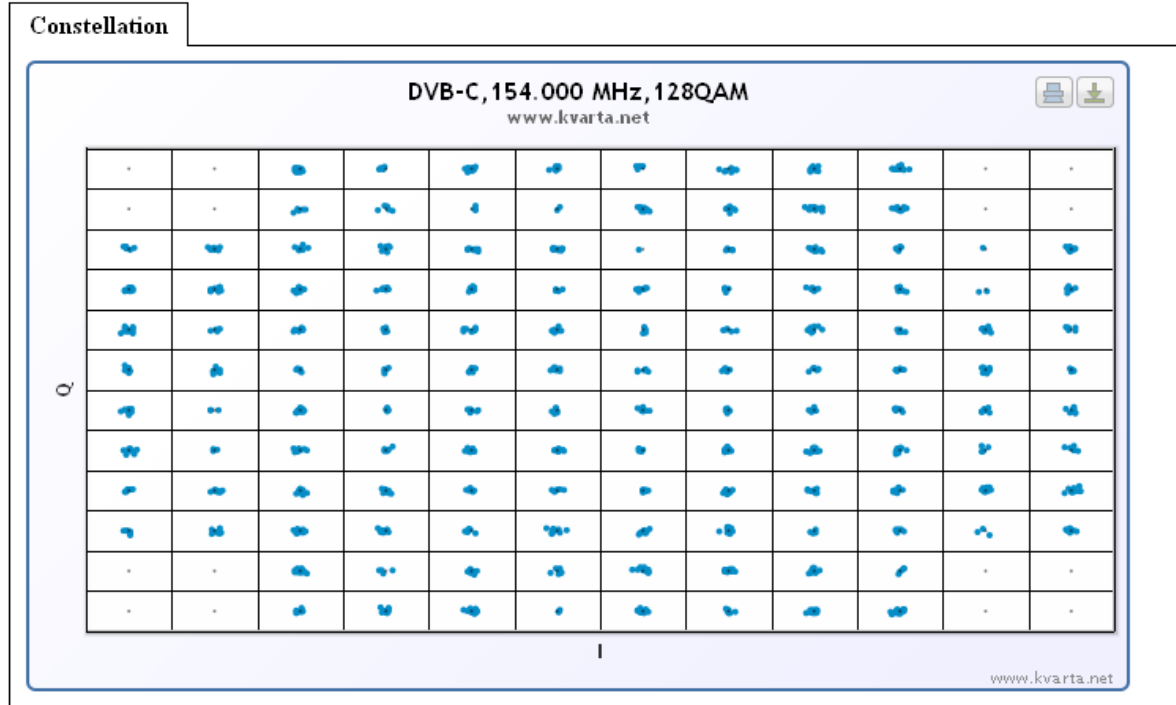 Constellation
DVB-C,154.000 MHz,128QAM
www.kvarta.net
Q
I
www.kvarta.net